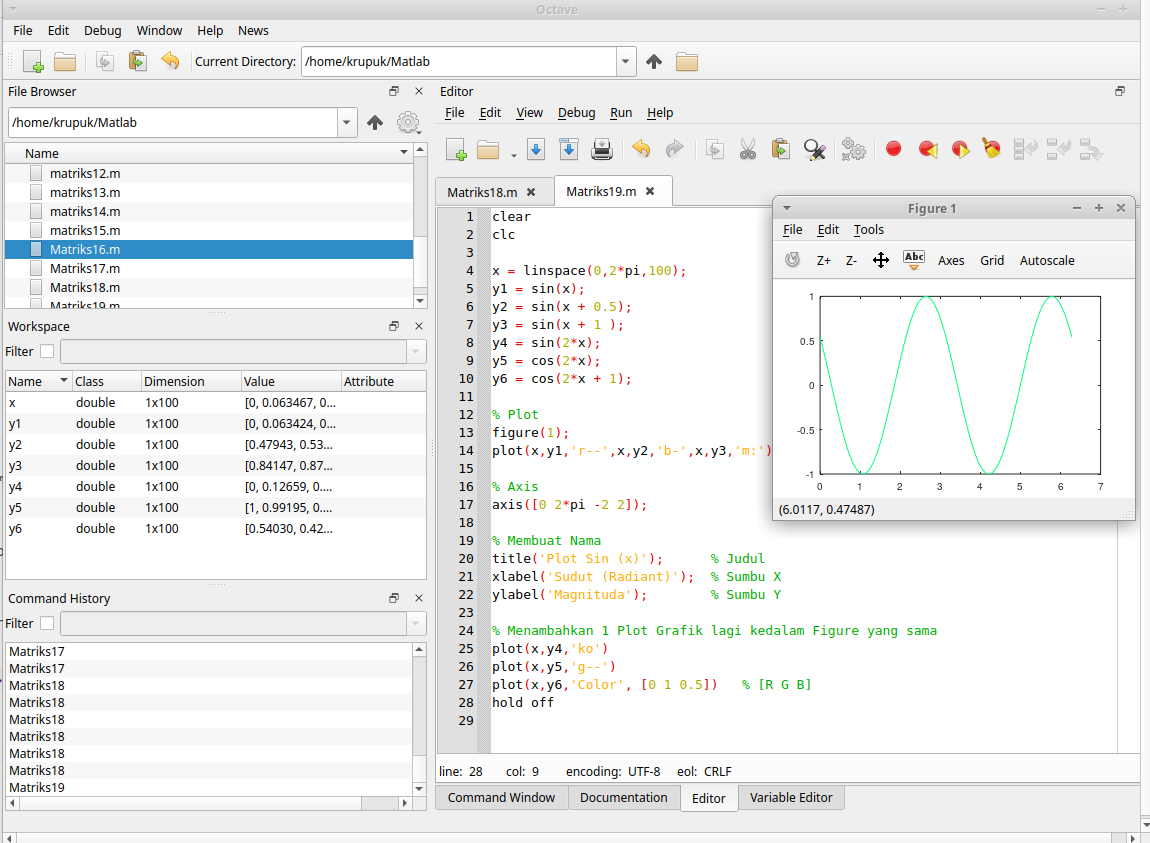 Octave
File Edit Debug Window Help News
Current Directory: /home/krupuk/Matlab
File Browser
/home/krupuk/Matlab
Name
matriks12.m
matriks13.m
matriks14.m
matriks15.m
Matriks16.m
Matriks17.m
Matriks18.m
Matriks19.m
Workspace
Filter
Name Class Dimension Value Attribute
x double 1x100 [0, 0.063467, 0...
y1 double 1x100 [0, 0.063424, 0...
y2 double 1x100 [0.47943, 0.53...
y3 double 1x100 [0.84147, 0.87...
y4 double 1x100 [0, 0.12659, 0....
y5 double 1x100 [1, 0.99195, 0....
y6 double 1x100 [0.54030, 0.42...
Command History
Filter
Matriks17
Matriks17
Matriks18
Matriks18
Matriks18
Matriks18
Matriks18
Matriks18
Matriks19
Editor
File Edit View Debug Run Help
Matriks18.m Matriks19.m
1 clear
2 clc
3
4 x = linspace(0,2*pi,100);
5 y1 = sin(x);
6 y2 = sin(x + 0.5);
7 y3 = sin(x + 1 );
8 y4 = sin(2*x);
9 y5 = cos(2*x);
10 y6 = cos(2*x + 1);
11
12 % Plot
13 figure(1);
14 plot(x,y1,'r--',x,y2,'b-',x,y3,'m:')
15
16 % Axis
17 axis([0 2*pi -2 2]);
18
19 % Membuat Nama
20 title('Plot Sin (x)'); % Judul
21 xlabel('Sudut (Radiant)'); % Sumbu X
22 ylabel('Magnituda'); % Sumbu Y
23
24 % Menambahkan 1 Plot Grafik lagi kedalam Figure yang sama
25 plot(x,y4,'ko')
26 plot(x,y5,'g--')
27 plot(x,y6,'Color', [0 1 0.5]) % [R G B]
28 hold off
29
line: 28 col: 9 encoding: UTF-8 eol: CRLF
Command Window Documentation Editor Variable Editor
Figure 1
File Edit Tools
Z+ Z- Abc Axes Grid Autoscale
1
0.5
0
-0.5
-1
0 1 2 3 4 5 6 7
(6.0117, 0.47487)